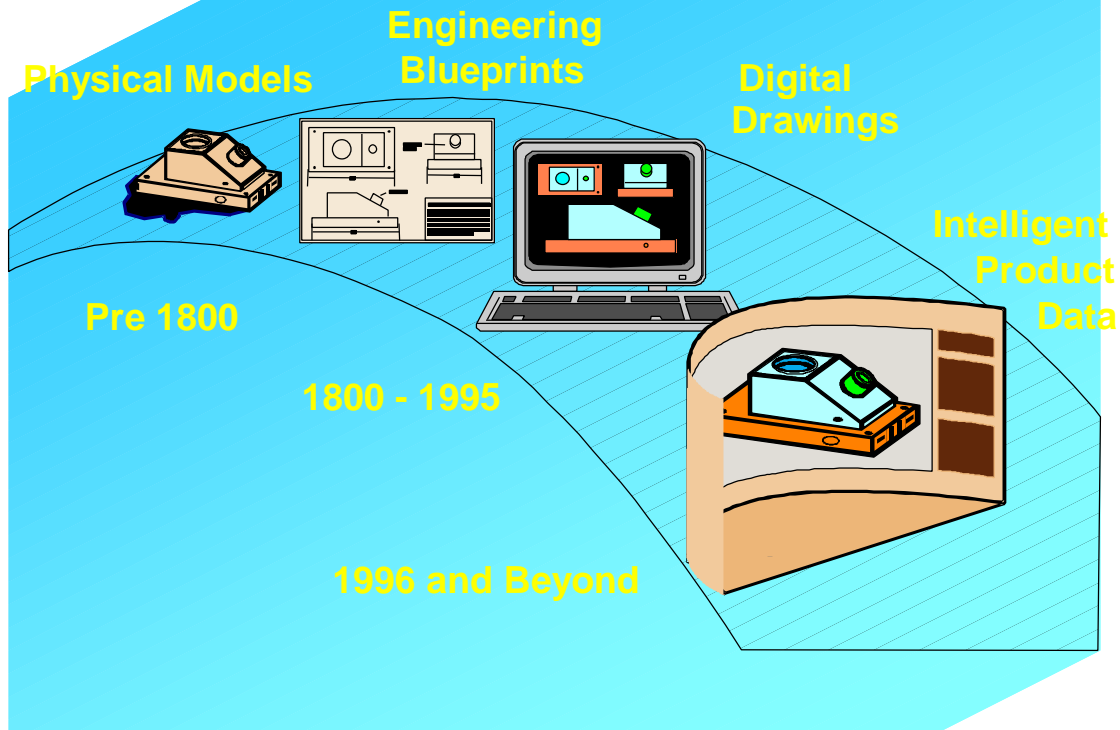 Engineering
Blueprints
Physical Models
Digital
Drawings
Intelligent
Product
Data
Pre 1800
1800 - 1995
1996 and Beyond